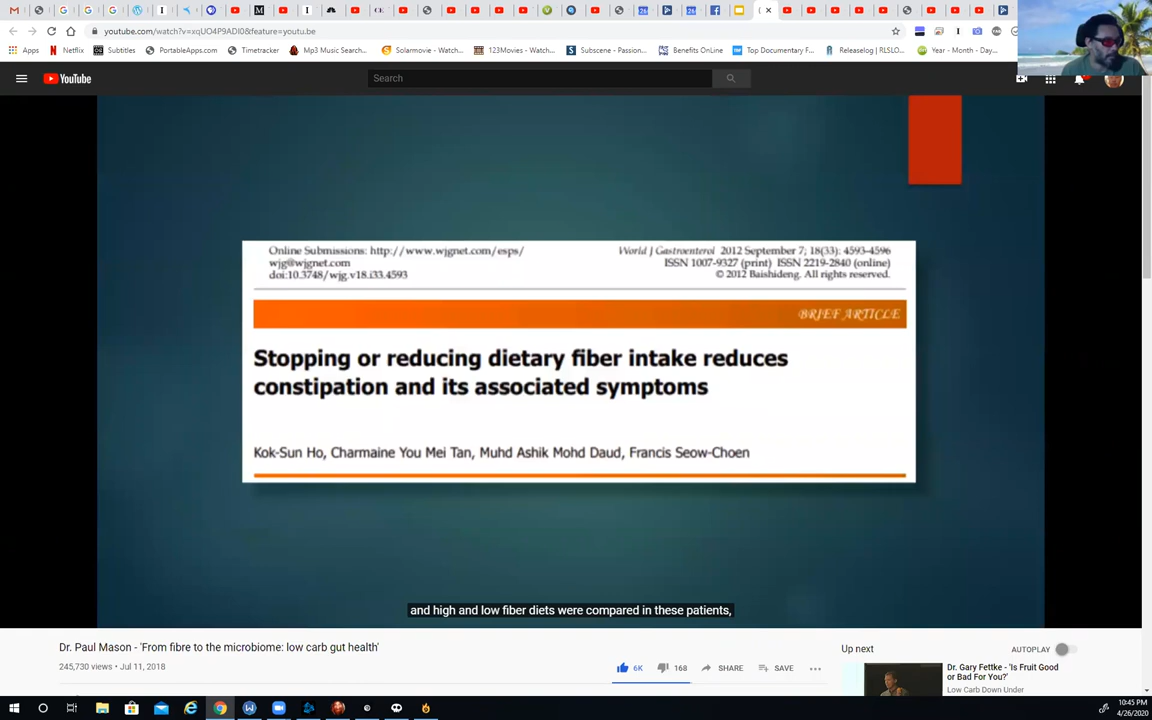 youtube.com/watch?v=xqUO4P9ADI0&feature=youtu.be
Apps Netflix Subtitles PortableApps.com Timetracker Mp3 Music Search... Solarmovie - Watch... 123Movies - Watch... Subscene - Passion... Benefits OnLine Top Documentary F... Releaselog | RLSLO... Year - Month - Day...
YouTube
Search
Online Submissions: http://www.wjgnet.com/esps/
wjg@wjgnet.com
doi:10.3748/wjg.v18.i33.4593
World J Gastroenterol 2012 September 7; 18(33): 4593-4596
ISSN 1007-9327 (print) ISSN 2219-2840 (online)
© 2012 Baishideng. All rights reserved.
BRIEF ARTICLE
Stopping or reducing dietary fiber intake reduces
constipation and its associated symptoms
Kok-Sun Ho, Charmaine You Mei Tan, Muhd Ashik Mohd Daud, Francis Seow-Choen
and high and low fiber diets were compared in these patients,
Dr. Paul Mason - 'From fibre to the microbiome: low carb gut health'
245,730 views • Jul 11, 2018
6K 168 SHARE SAVE
Up next
AUTOPLAY
Dr. Gary Fettke - 'Is Fruit Good
or Bad For You?'
Low Carb Down Under
10:45 PM
4/26/2020